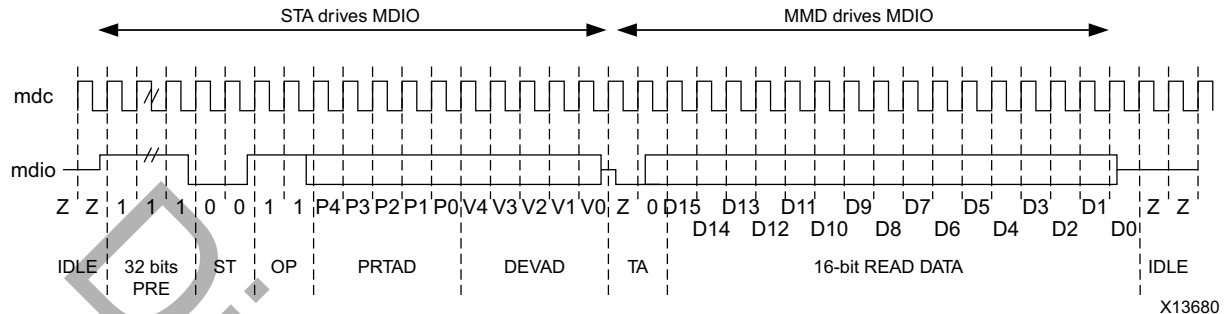 STA drives MDIO MMD drives MDIO
mdc
mdio
Z Z 1 1 1 0 0 1 1 P4 P3 P2 P1 P0 V4 V3 V2 V1 V0 Z 0 D15 D13 D11 D9 D7 D5 D3 D1 Z Z
D14 D12 D10 D8 D6 D4 D2 D0
IDLE 32 bits ST OP PRTAD DEVAD TA 16-bit READ DATA IDLE
PRE
X13680